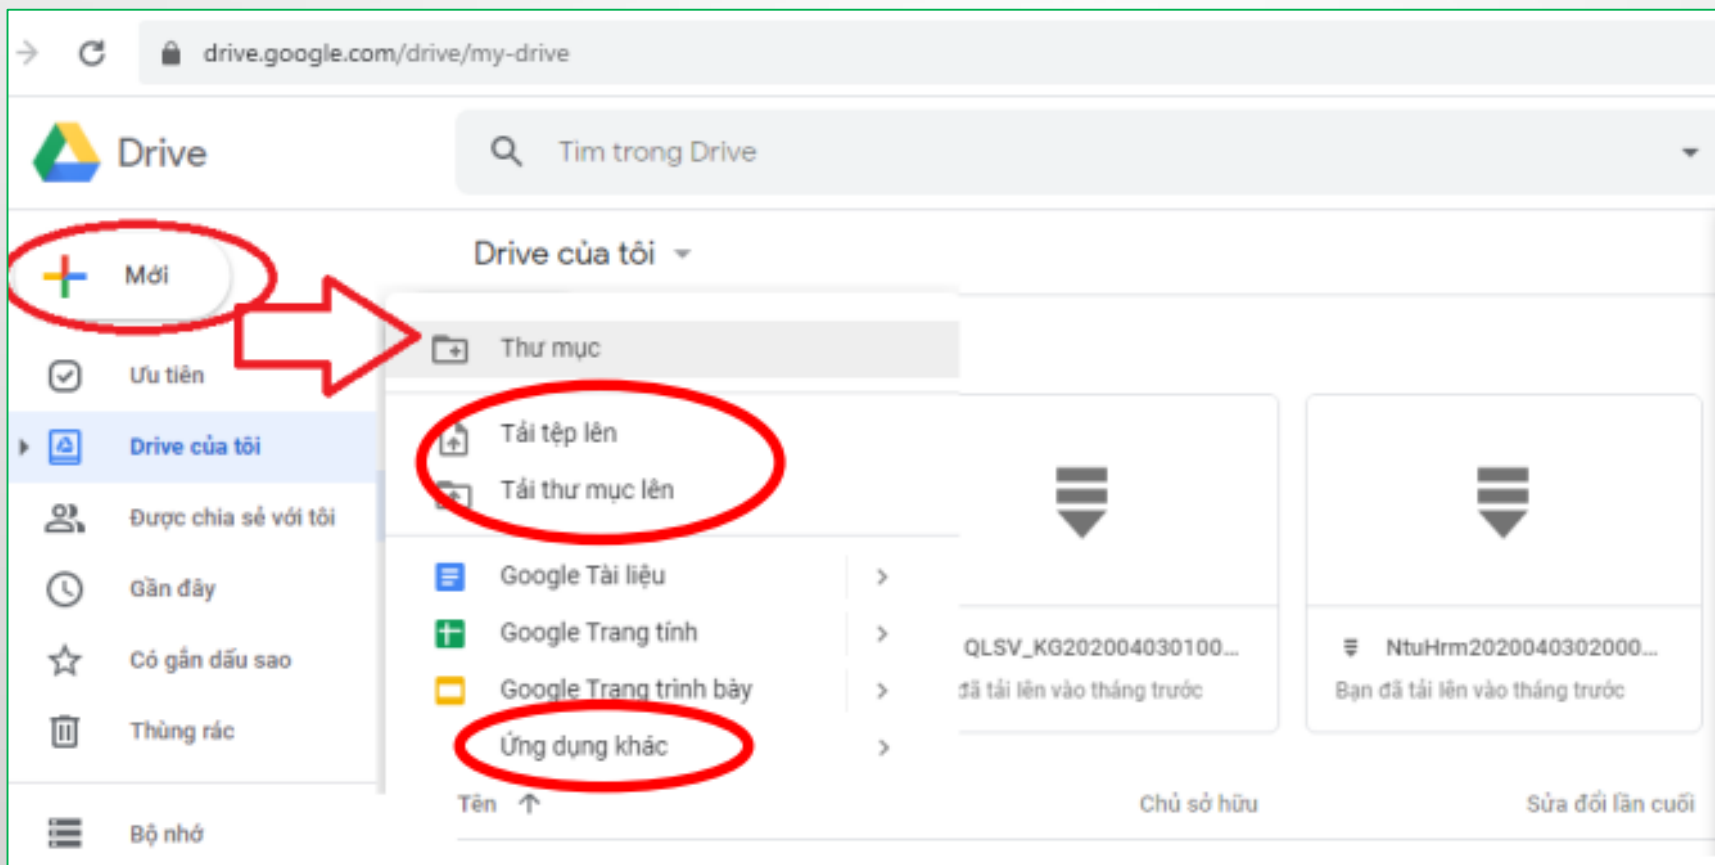 drive.google.com/drive/my-drive
Drive
Tìm trong Drive
Mới
Drive của tôi
Thư mục
Ưu tiên
Tải tệp lên
Drive của tôi
Tải thư mục lên
Được chia sẻ với tôi
Google Tài liệu
Gần đây
Google Trang tính
QLSV_KG202004030100...
NtuHrm2020040302000...
Có gắn dấu sao
Google Trang trình bày
đã tải lên vào tháng trước
Bạn đã tải lên vào tháng trước
Thùng rác
Ứng dụng khác
Tên
Chủ sở hữu
Sửa đổi lần cuối
Bộ nhớ